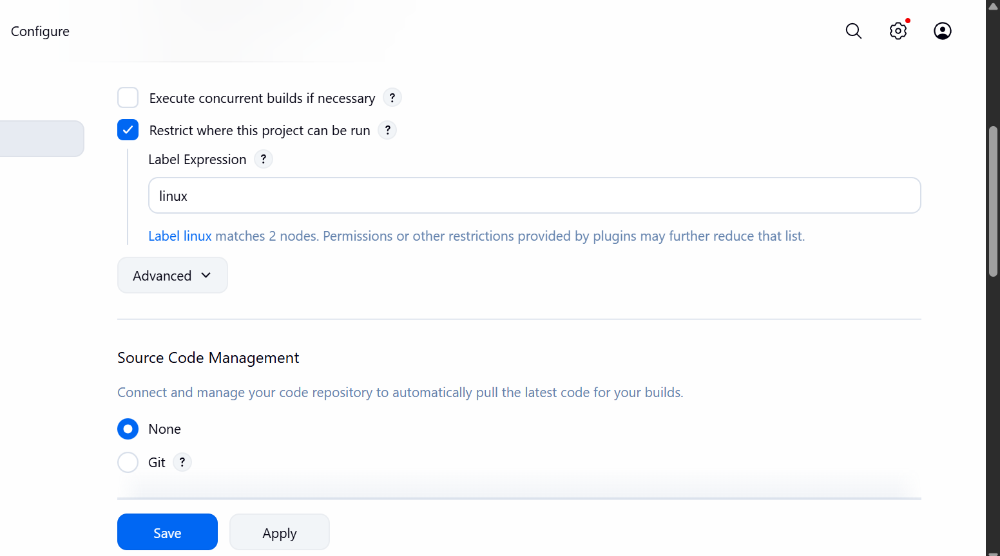 Configure
Execute concurrent builds if necessary ?
Restrict where this project can be run ?
Label Expression ?
linux
Label linux matches 2 nodes. Permissions or other restrictions provided by plugins may further reduce that list.
Advanced
Source Code Management
Connect and manage your code repository to automatically pull the latest code for your builds.
None
Git ?
Save Apply